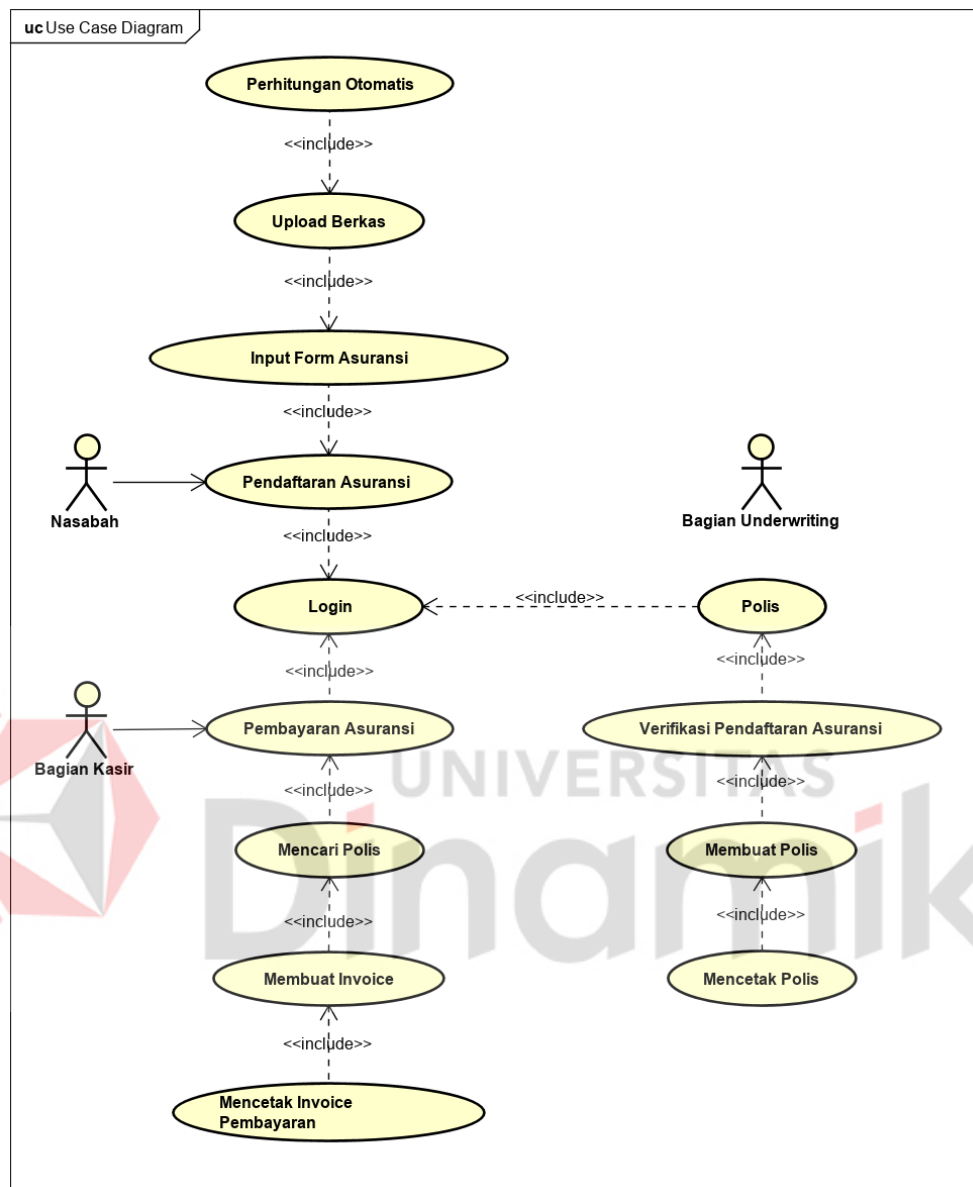 uc Use Case Diagram
Perhitungan Otomatis
<<include>>
Upload Berkas
<<include>>
Input Form Asuransi
<<include>>
Nasabah
Pendaftaran Asuransi
Bagian Underwriting
<<include>>
Login
<<include>>
Polis
<<include>>
<<include>>
Bagian Kasir
Pembayaran Asuransi
Verifikasi Pendaftaran Asuransi
UNIVERSITAS
Dinamik
<<include>>
<<include>>
Mencari Polis
Membuat Polis
<<include>>
<<include>>
Membuat Invoice
Mencetak Polis
<<include>>
Mencetak Invoice
Pembayaran